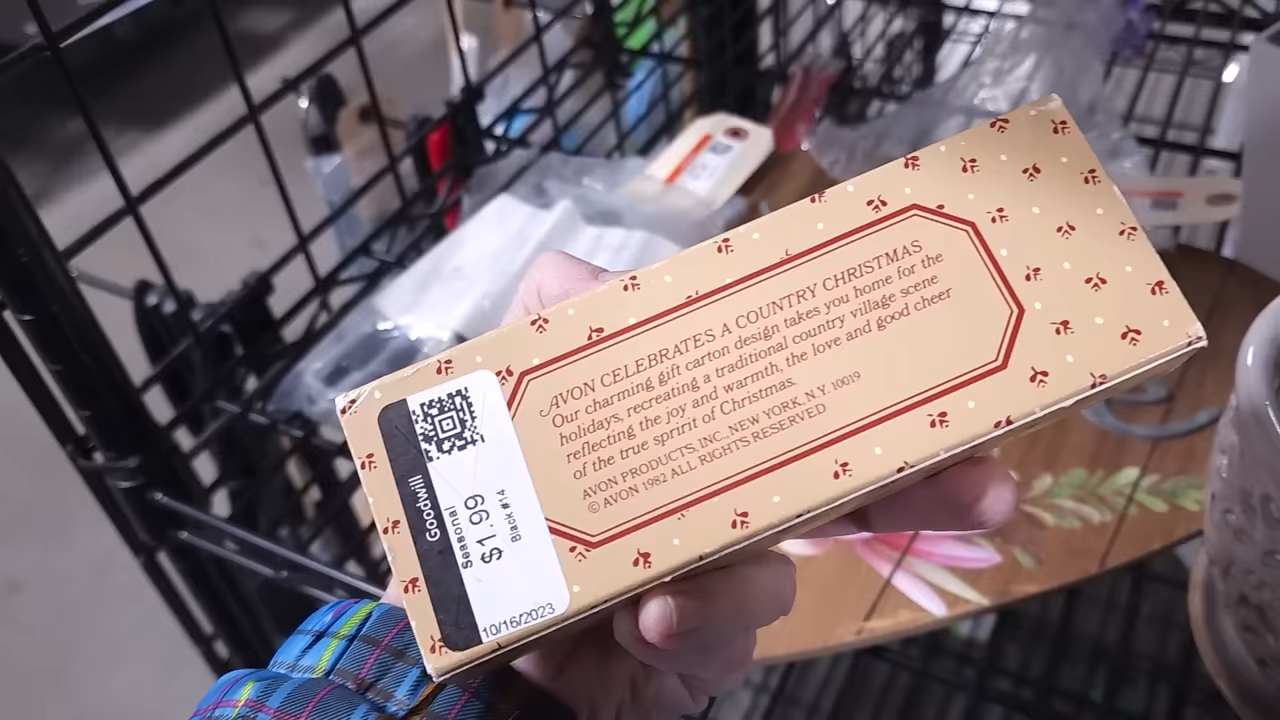 AVON CELEBRATES A COUNTRY CHRISTMAS
Our charming gift carton design takes you home for the
holidays, recreating a traditional country village scene
reflecting the joy and warmth, the love and good cheer
of the true spririt of Christmas.
AVON PRODUCTS, INC., NEW YORK, N.Y. 10019
© AVON 1982 ALL RIGHTS RESERVED
Goodwill
Seasonal
$1.99
Black #14
10/16/2023